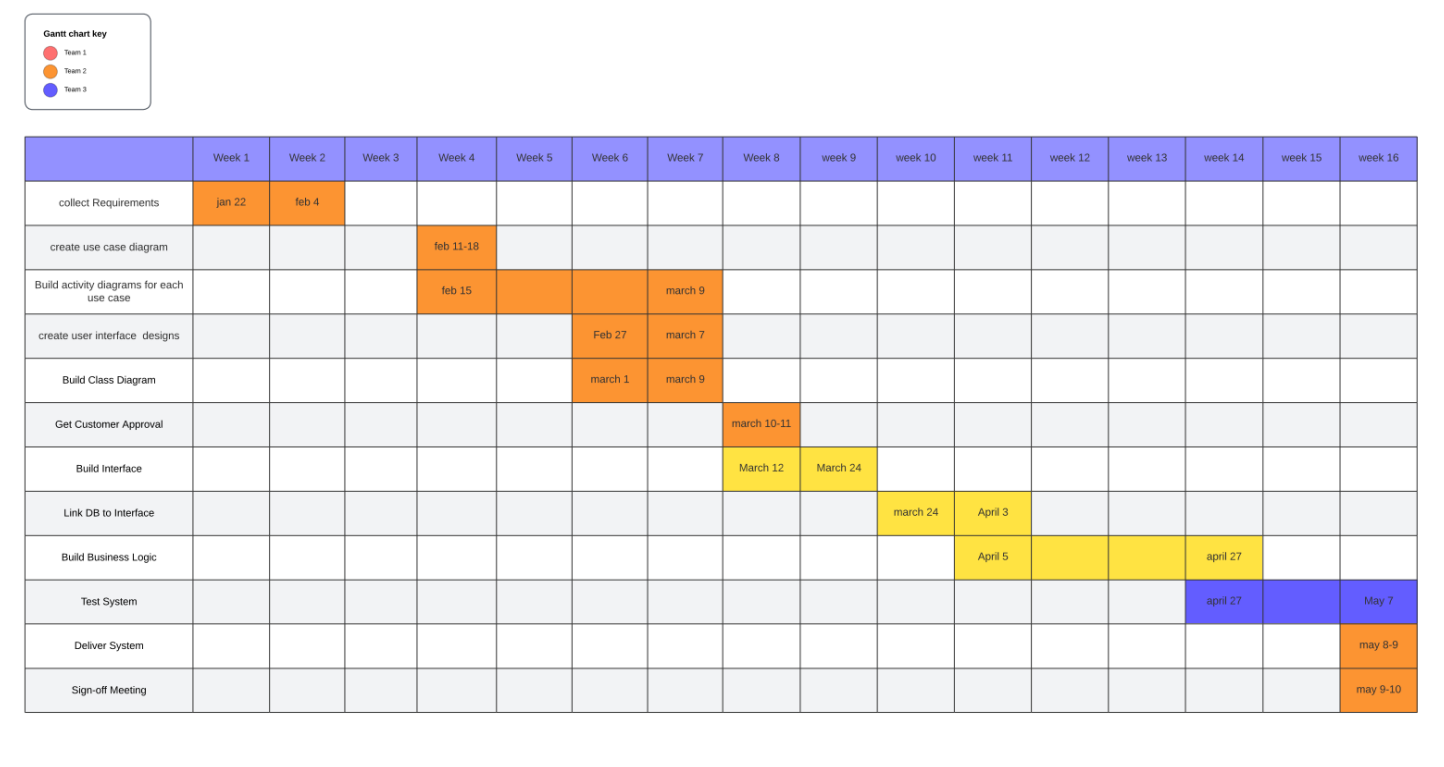 Gantt chart key
Team 1
Team 2
Team 3
Week 1 Week 2 Week 3 Week 4 Week 5 Week 6 Week 7 Week 8 week 9 week 10 week 11 week 12 week 13 week 14 week 15 week 16
collect Requirements jan 22 feb 4
create use case diagram feb 11-18
Build activity diagrams for each
use case
feb 15 march 9
create user interface designs Feb 27 march 7
Build Class Diagram march 1 march 9
Get Customer Approval march 10-11
Build Interface March 12 March 24
Link DB to Interface march 24 April 3
Build Business Logic April 5 april 27
Test System april 27 May 7
Deliver System may 8-9
Sign-off Meeting may 9-10